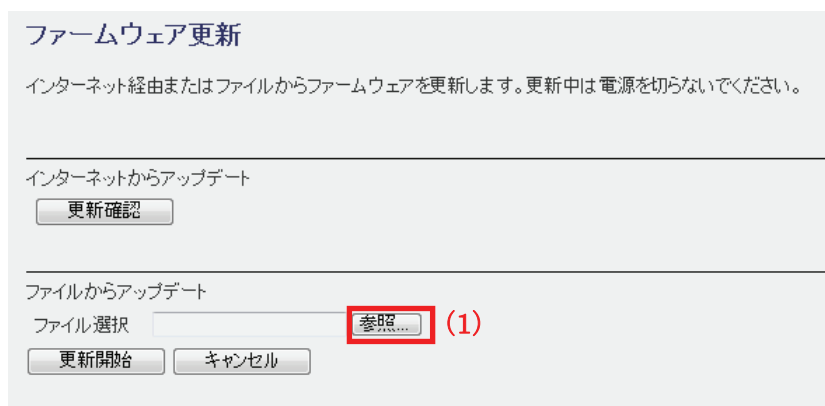 ファームウェア更新
インターネット経由またはファイルからファームウェアを更新します。更新中は電源を切らないでください。
インターネットからアップデート
更新確認
ファイルからアップデート
ファイル選択 参照... (1)
更新開始 キャンセル